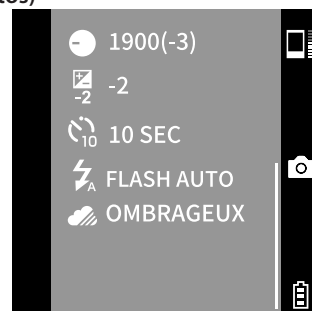 1900(-3)
-2 -2
10 10 SEC
A FLASH AUTO
OMBRAGEUX